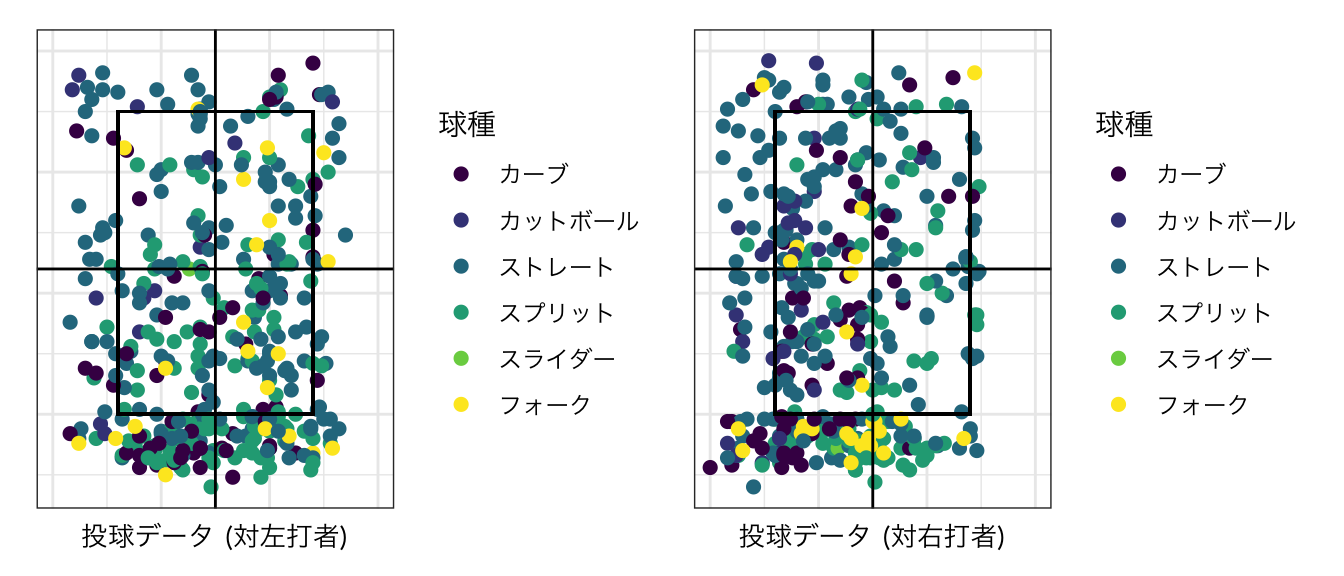 球種
カーブ
カットボール
ストレート
スプリット
スライダー
フォーク
投球データ (対左打者)
球種
カーブ
カットボール
ストレート
スプリット
スライダー
フォーク
投球データ (対右打者)